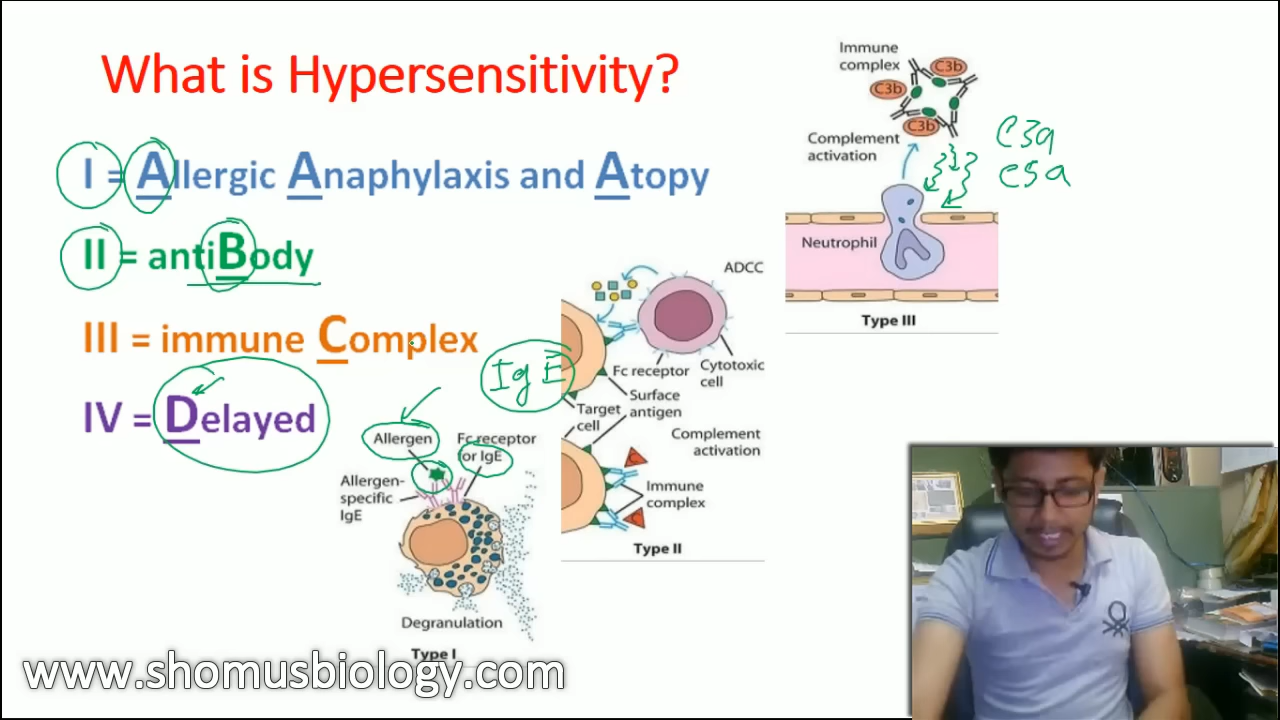 What is Hypersensitivity?
I = Allergic Anaphylaxis and Atopy
II = antiBody
III = immune Complex
IV = Delayed
IgE
Allergen
Fc receptor
for IgE
Allergen-
specific
IgE
Degranulation
Type I
ADCC
Fc receptor
Cytotoxic
cell
Surface
antigen
Target
cell
Complement
activation
Immune
complex
Type II
Immune
complex
C3b
C3b
C3b
Complement
activation
C3a
C5a
Neutrophil
Type III
www.shomusbiology.com